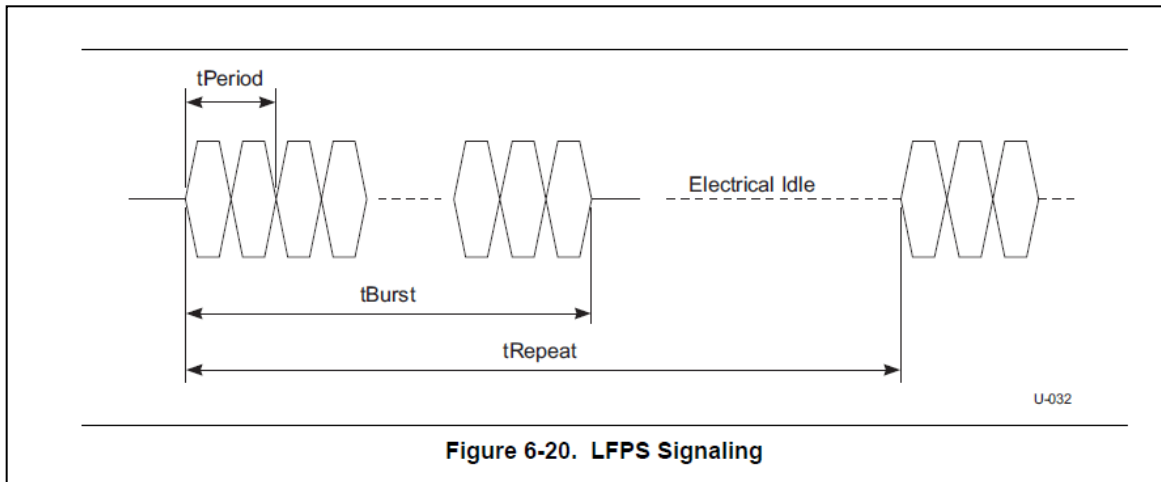 tPeriod
Electrical Idle
tBurst
tRepeat
U-032
Figure 6-20. LFPS Signaling